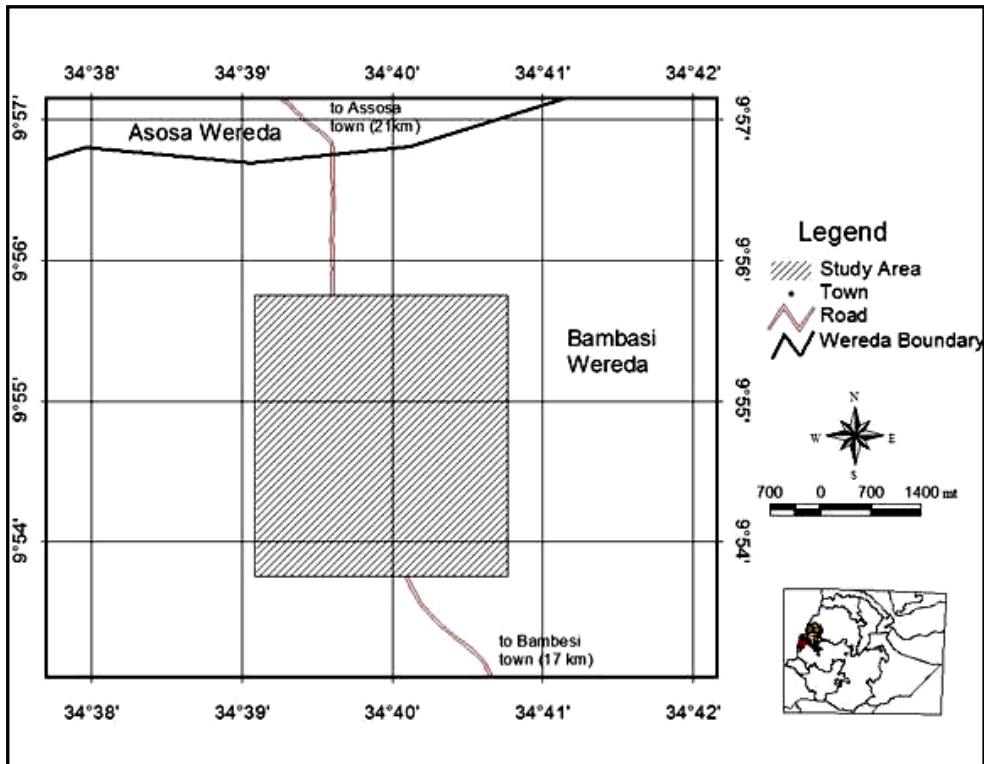 34°38' 34°39' 34°40' 34°41' 34°42'
9°57'
9°57'
to Assosa
town (21km)
Asosa Wereda
9°56'
9°56'
Legend
Study Area
Town
Road
Wereda Boundary
Bambasi
Wereda
9°55'
9°55'
N
W E
S
700 0 700 1400 mt
9°54'
9°54'
to Bambesi
town (17 km)
34°38' 34°39' 34°40' 34°41' 34°42'